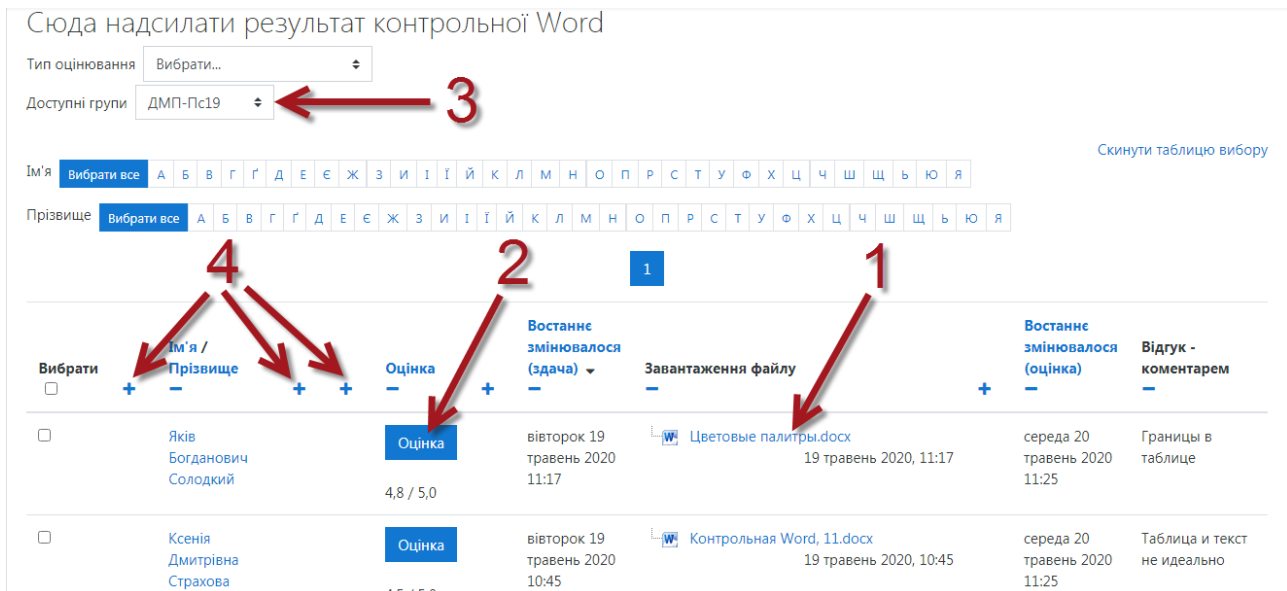 Сюда надсилати результат контрольної Word
Тип оцінювання Вибрати...
Доступні групи ДМП-Пс19
3
Скинути таблицю вибору
Ім'я Вибрати все А Б В Г Ґ Д Е Є Ж З И І Ї Й К Л М Н О П Р С Т У Ф Х Ц Ч Ш Щ Ь Ю Я
Прізвище Вибрати все А Б В Г Ґ Д Е Є Ж З И І Ї Й К Л М Н О П Р С Т У Ф Х Ц Ч Ш Щ Ь Ю Я
4 2 1
1
Вибрати
Ім'я /
Прізвище
Оцінка
Востаннє
змінювалося
(здача)
Завантаження файлу
Востаннє
змінювалося
(оцінка)
Відгук -
коментарем
Яків
Богданович
Солодкий
Оцінка
4,8 / 5,0
вівторок 19
травень 2020
11:17
Цветовые палитры.docx
19 травень 2020, 11:17
середа 20
травень 2020
11:25
Границы в
таблице
Ксенія
Дмитрівна
Страхова
Оцінка
вівторок 19
травень 2020
10:45
Контрольная Word, 11.docx
19 травень 2020, 10:45
середа 20
травень 2020
11:25
Таблица и текст
не идеально